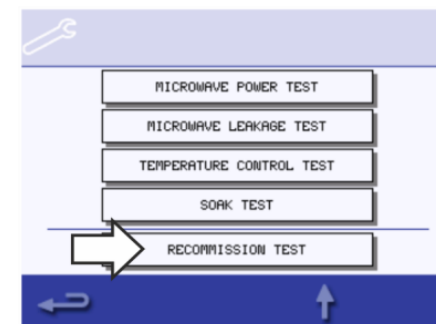 MICROWAVE POWER TEST
MICROWAVE LEAKAGE TEST
TEMPERATURE CONTROL TEST
SOAK TEST
RECOMMISSION TEST